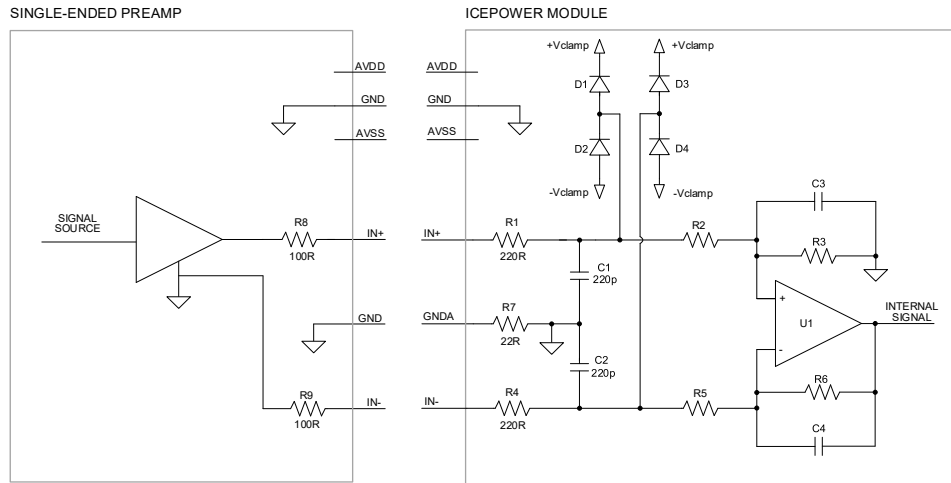 SINGLE-ENDED PREAMP
ICEPOWER MODULE
+Vclamp
+Vclamp
AVDD
AVDD
D1
D3
GND
GND
AVSS
AVSS
D2
D4
-Vclamp
-Vclamp
C3
SIGNAL
SOURCE
R8
100R
IN+
IN+
R1
220R
R2
R3
C1
220p
+
U1
-
INTERNAL
SIGNAL
GND
GNDA
R7
22R
C2
220p
R9
100R
IN-
IN-
R4
220R
R5
R6
C4